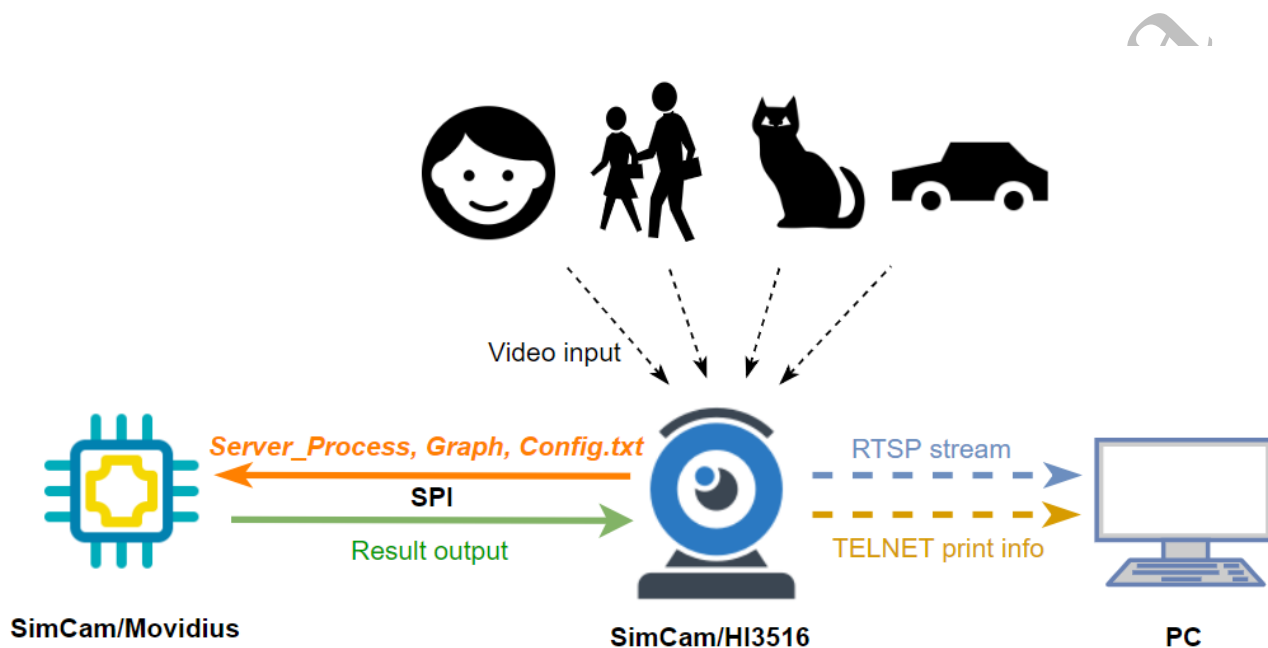 Video input
Server_Process, Graph, Config.txt
SPI
Result output
RTSP stream
TELNET print info
SimCam/Movidius
SimCam/HI3516
PC